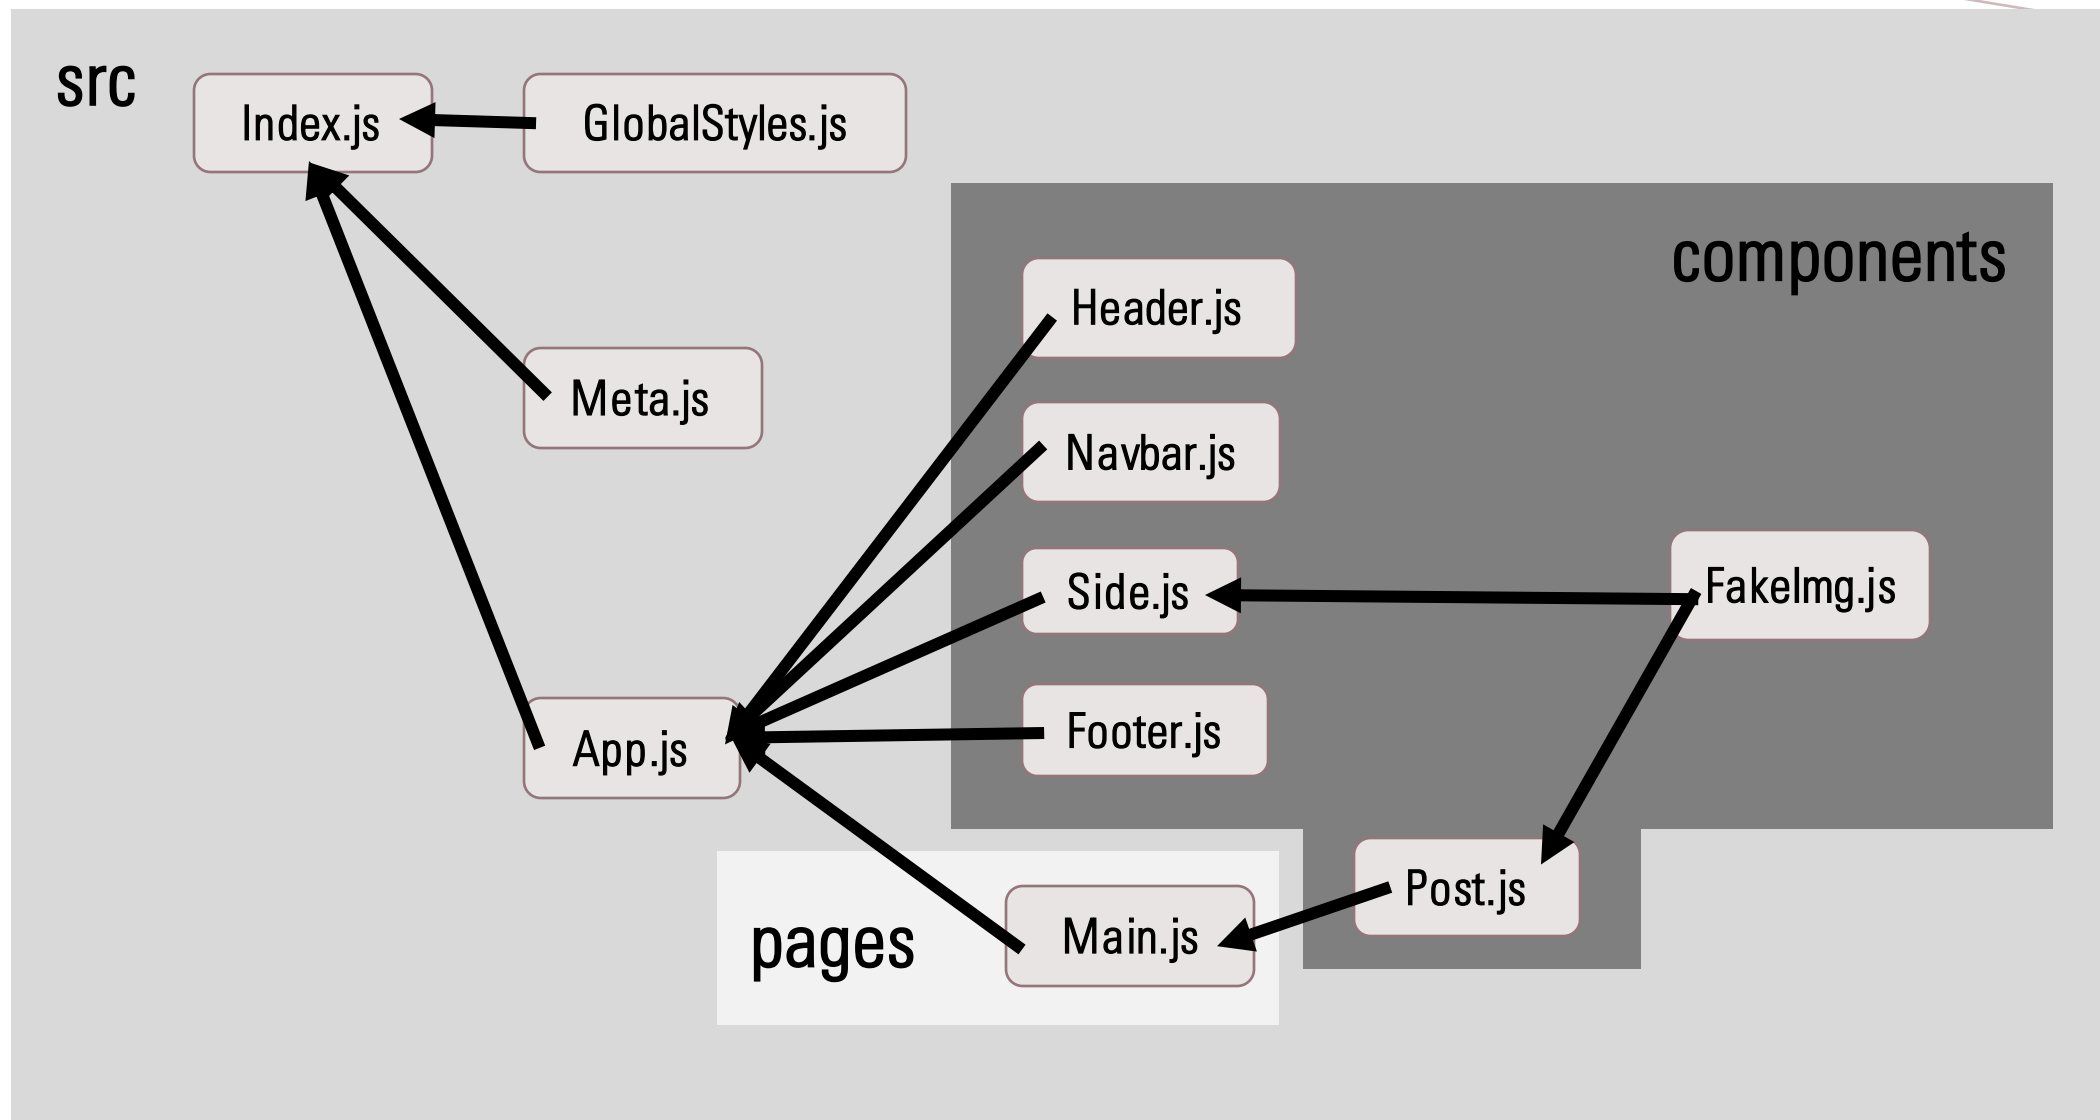 src
Index.js
GlobalStyles.js
components
Header.js
Meta.js
Navbar.js
Side.js
FakeImg.js
App.js
Footer.js
Post.js
pages
Main.js